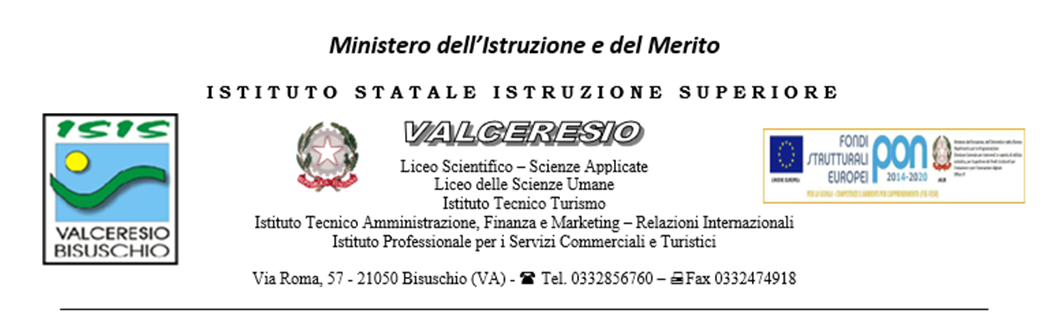 Ministero dell'Istruzione e del Merito
ISTITUTO STATALE ISTRUZIONE SUPERIORE
ISIS
VALCERESIO
BISUSCHIO
VALCERESIO
Liceo Scientifico – Scienze Applicate
Liceo delle Scienze Umane
Istituto Tecnico Turismo
Istituto Tecnico Amministrazione, Finanza e Marketing – Relazioni Internazionali
Istituto Professionale per i Servizi Commerciali e Turistici
Via Roma, 57 - 21050 Bisuschio (VA) - ☎ Tel. 0332856760 – Fax 0332474918
UNIONE EUROPEA
FONDI
STRUTTURALI
EUROPEI
pon
2014-2020